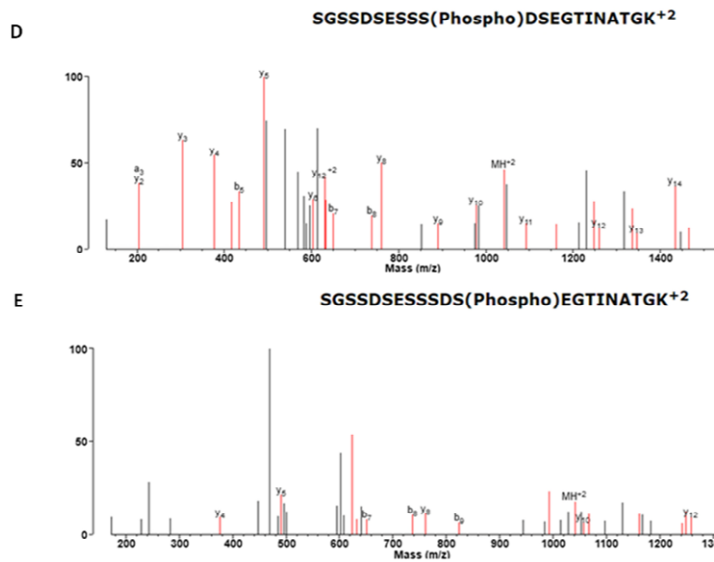 D
SGSSDSESSS(Phospho)DSEGTINATGK+2
100
50
0
a3
y2
y3
y4
b5
y5
y12 +2
y6
b7
b8
y8
y9
y10
MH+2
y11
y12
y13
y14
200 400 600 800 1000 1200 1400
Mass (m/z)
E
SGSSDSESSSDS(Phospho)EGTINATGK+2
100
50
0
y4
y5
b7
b8
y8
b9
MH+2
y10
y12
200 300 400 500 600 700 800 900 1000 1100 1200
Mass (m/z)